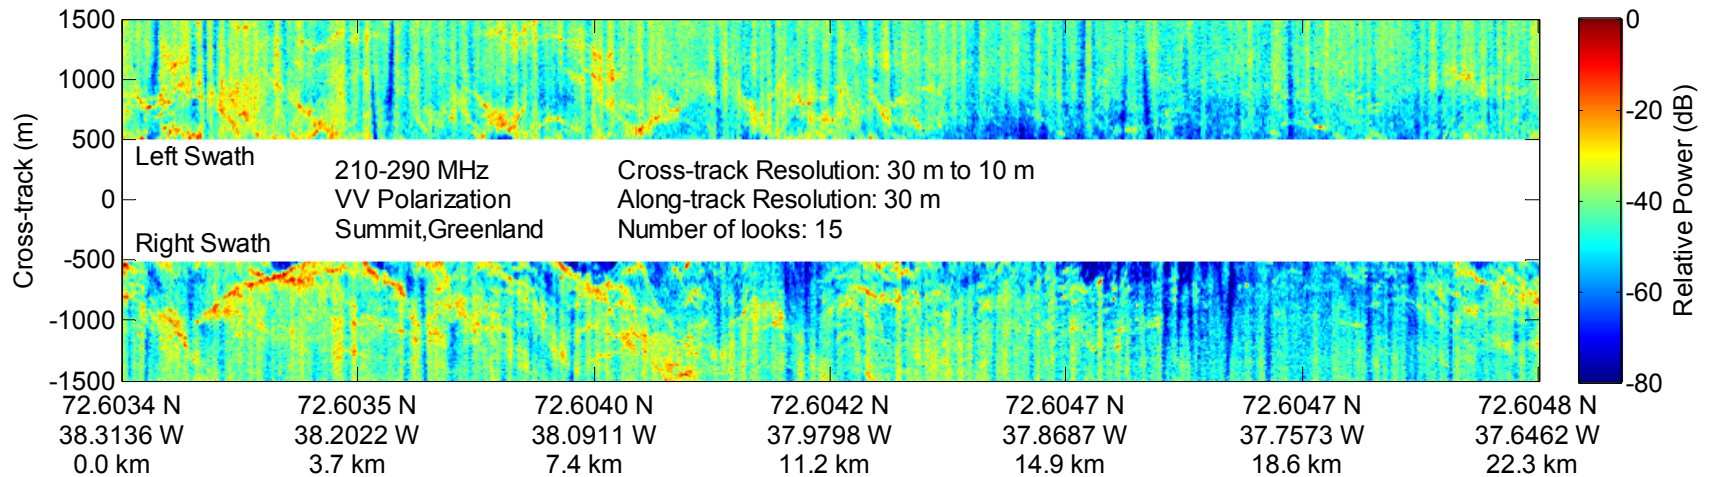 1500
1000
500
0
-500
-1000
-1500
Cross-track (m)
Left Swath
210-290 MHz
VV Polarization
Summit,Greenland
Cross-track Resolution: 30 m to 10 m
Along-track Resolution: 30 m
Number of looks: 15
Right Swath
72.6034 N
38.3136 W
0.0 km
72.6035 N
38.2022 W
3.7 km
72.6040 N
38.0911 W
7.4 km
72.6042 N
37.9798 W
11.2 km
72.6047 N
37.8687 W
14.9 km
72.6047 N
37.7573 W
18.6 km
72.6048 N
37.6462 W
22.3 km
0
-20
-40
-60
-80
Relative Power (dB)